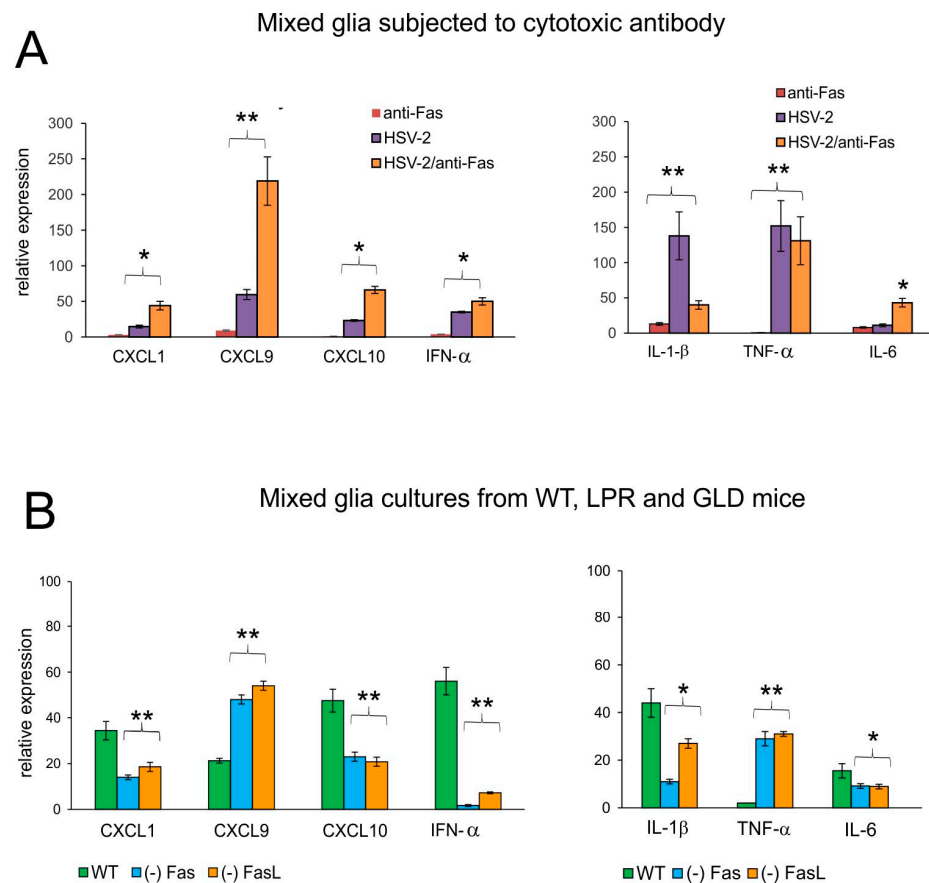 Mixed glia subjected to cytotoxic antibody
A
anti-Fas
HSV-2
HSV-2/anti-Fas
relative expression
300
250
200
150
100
50
0
*
**
*
*
CXCL1
CXCL9
CXCL10
IFN-α
anti-Fas
HSV-2
HSV-2/anti-Fas
300
250
200
150
100
50
0
**
**
*
IL-1-β
TNF-α
IL-6
B
Mixed glia cultures from WT, LPR and GLD mice
relative expression
100
80
60
40
20
0
**
**
**
**
CXCL1
CXCL9
CXCL10
IFN-α
WT
(-) Fas
(-) FasL
100
80
60
40
20
0
*
**
*
IL-1β
TNF-α
IL-6
WT
(-) Fas
(-) FasL